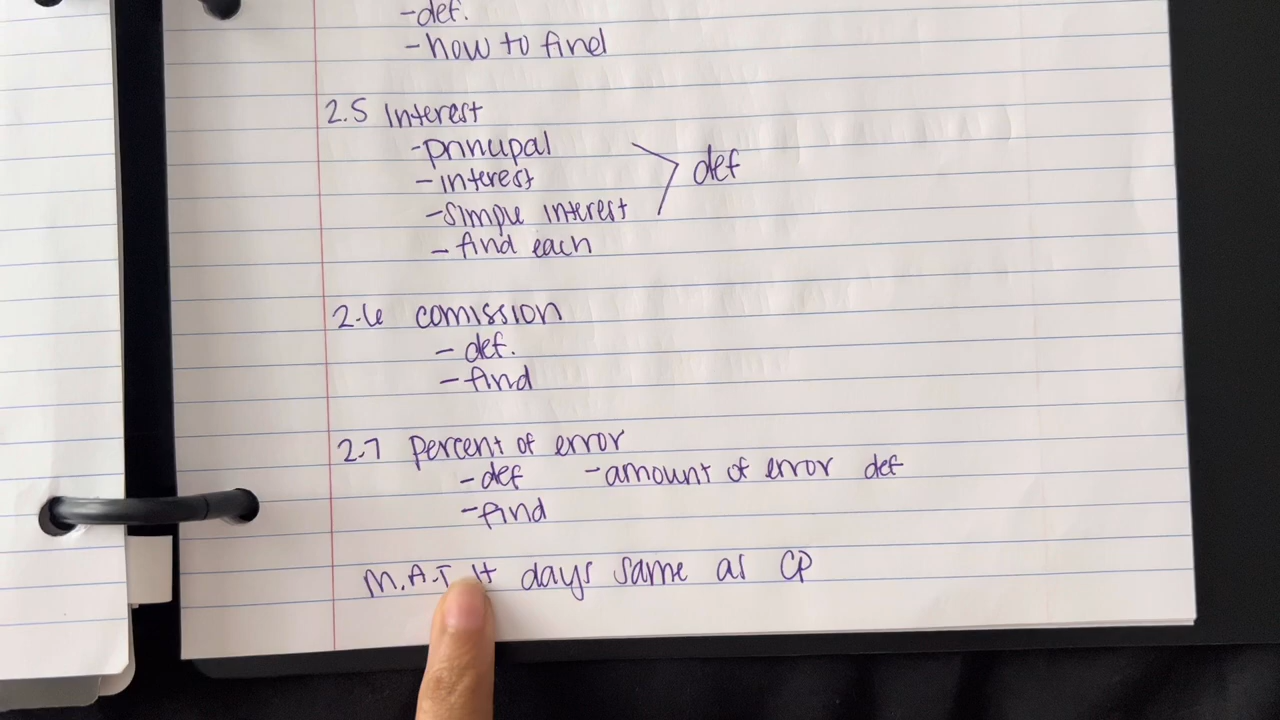 -def.
-how to find
2.5 Interest
-principal
-interest
-simple interest
> def
-find each
2.6 comission
-def.
-find
2.7 percent of error
-def -amount of error def
-find
M.A.T days same as CP